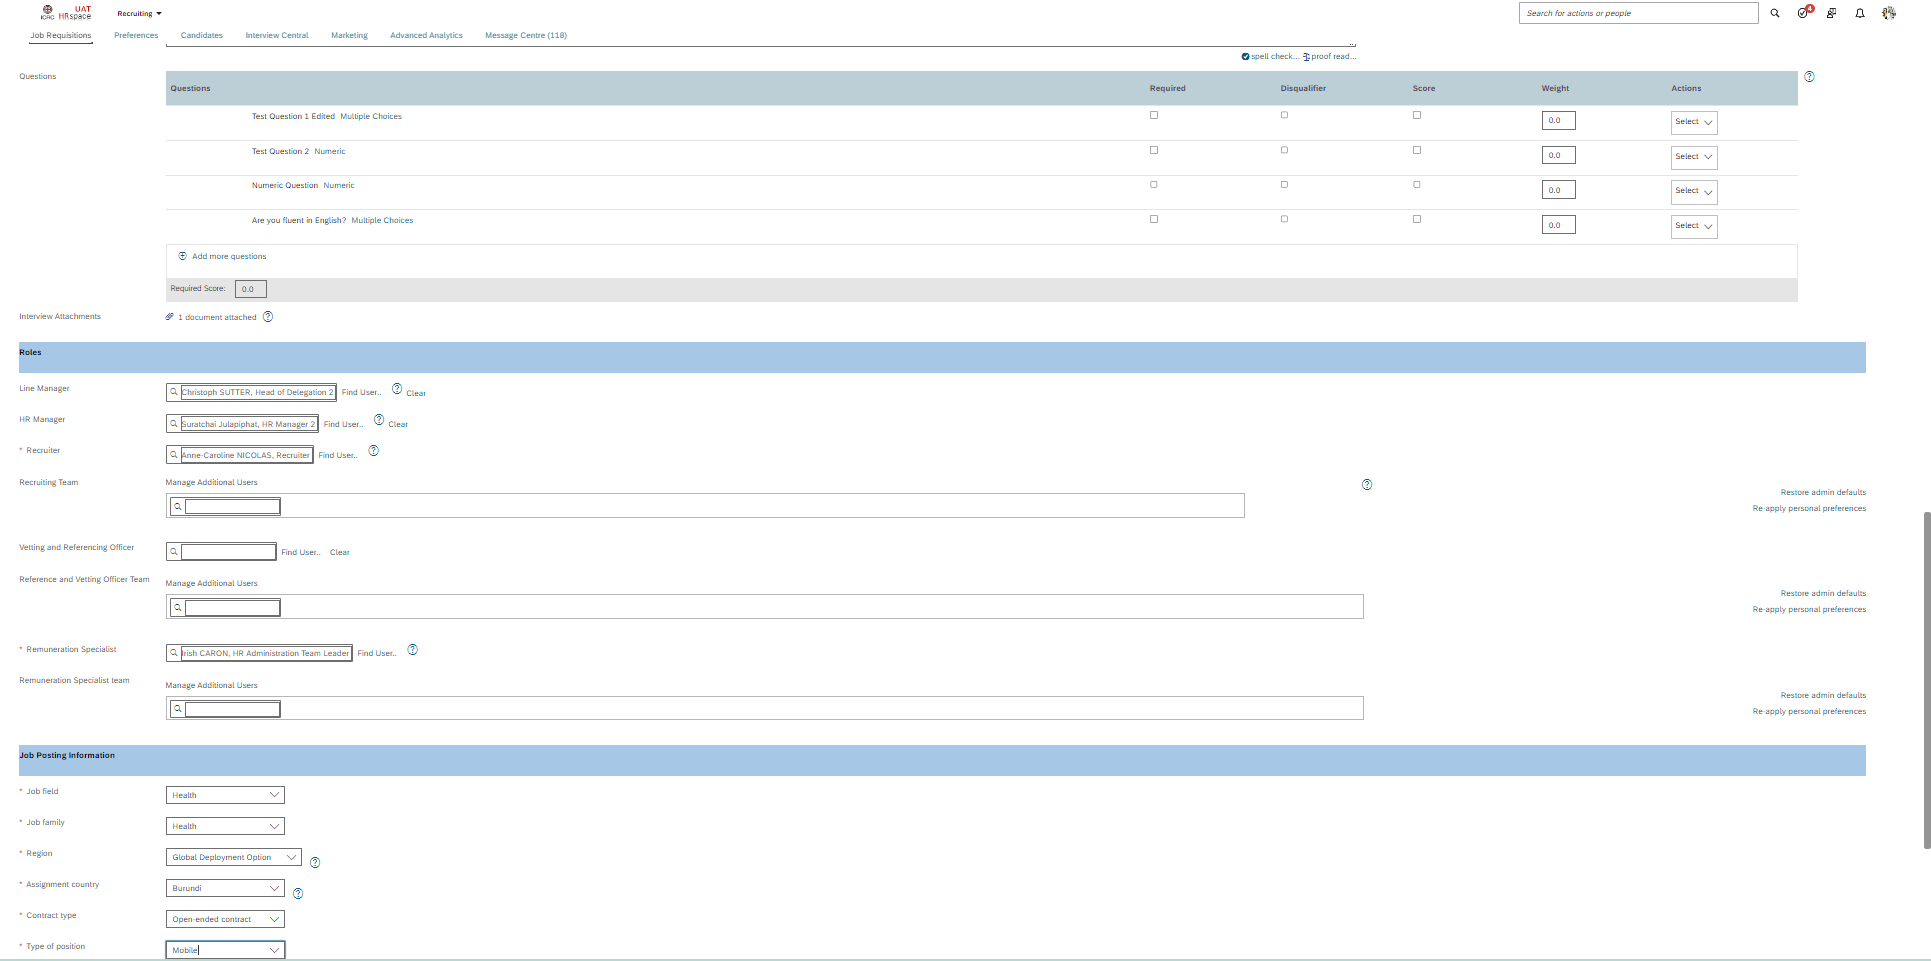 ICRC UAT HRspace Recruiting Search for actions or people 4
Job Requisitions Preferences Candidates Interview Central Marketing Advanced Analytics Message Centre (118)
spell check... proof read...
Questions
Questions Required Disqualifier Score Weight Actions
Test Question 1 Edited Multiple Choices 0.0 Select
Test Question 2 Numeric 0.0 Select
Numeric Question Numeric 0.0 Select
Are you fluent in English? Multiple Choices 0.0 Select
Add more questions
Required Score: 0.0
Interview Attachments 1 document attached
Roles
Line Manager Christoph SUTTER, Head of Delegation 2 Find User.. Clear
HR Manager Suratchai Julapiphat, HR Manager 2 Find User.. Clear
* Recruiter Anne-Caroline NICOLAS, Recruiter Find User..
Recruiting Team Manage Additional Users
Restore admin defaults
Re-apply personal preferences
Vetting and Referencing Officer Find User.. Clear
Reference and Vetting Officer Team Manage Additional Users
Restore admin defaults
Re-apply personal preferences
* Remuneration Specialist Irish CARON, HR Administration Team Leader Find User..
Remuneration Specialist team Manage Additional Users
Restore admin defaults
Re-apply personal preferences
Job Posting Information
* Job field Health
* Job family Health
* Region Global Deployment Option
* Assignment country Burundi
* Contract type Open-ended contract
* Type of position Mobile